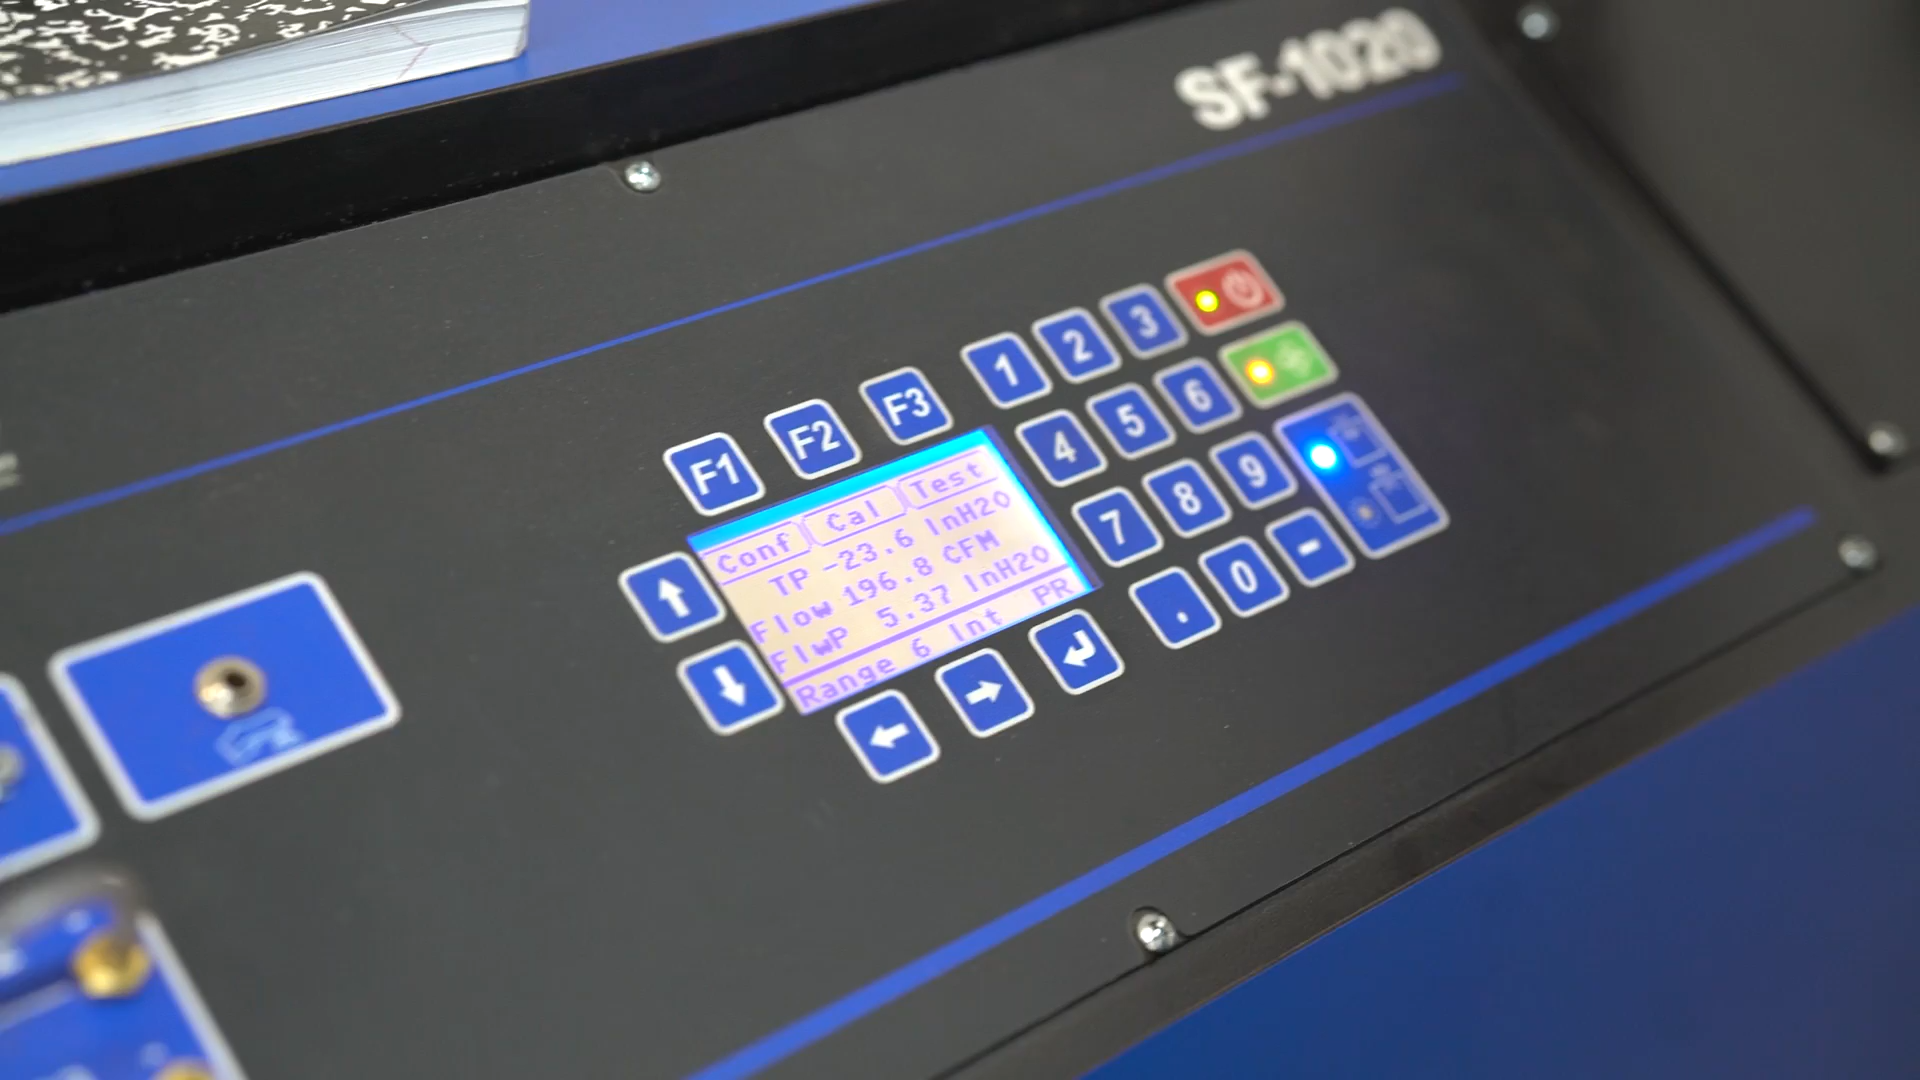 SF-1020
F1 F2 F3
1 2 3
4 5 6
7 8 9
. 0 -
Conf Cal Test
TP -23.6 InH2O
Flow 196.8 CFM
FlwP 5.37 InH2O
Range 6 Int PR